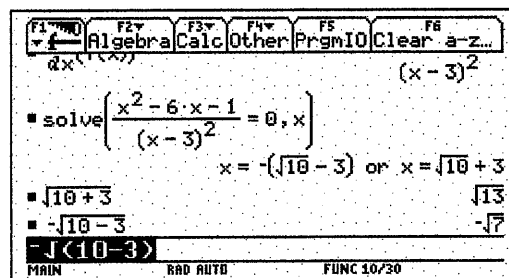 F1 F2 F3 F4 F5 F6
Algebra Calc Other PrgmIO Clear a-z...
dx(f(x)) (x - 3)²
▪ solve((x² - 6·x - 1)/(x - 3)² = 0, x)
x = -(√10 - 3) or x = √10 + 3
▪ √10 + 3 √13
▪ -√10 - 3 -√7
-√(10-3)
MAIN RAD AUTO FUNC 10/30